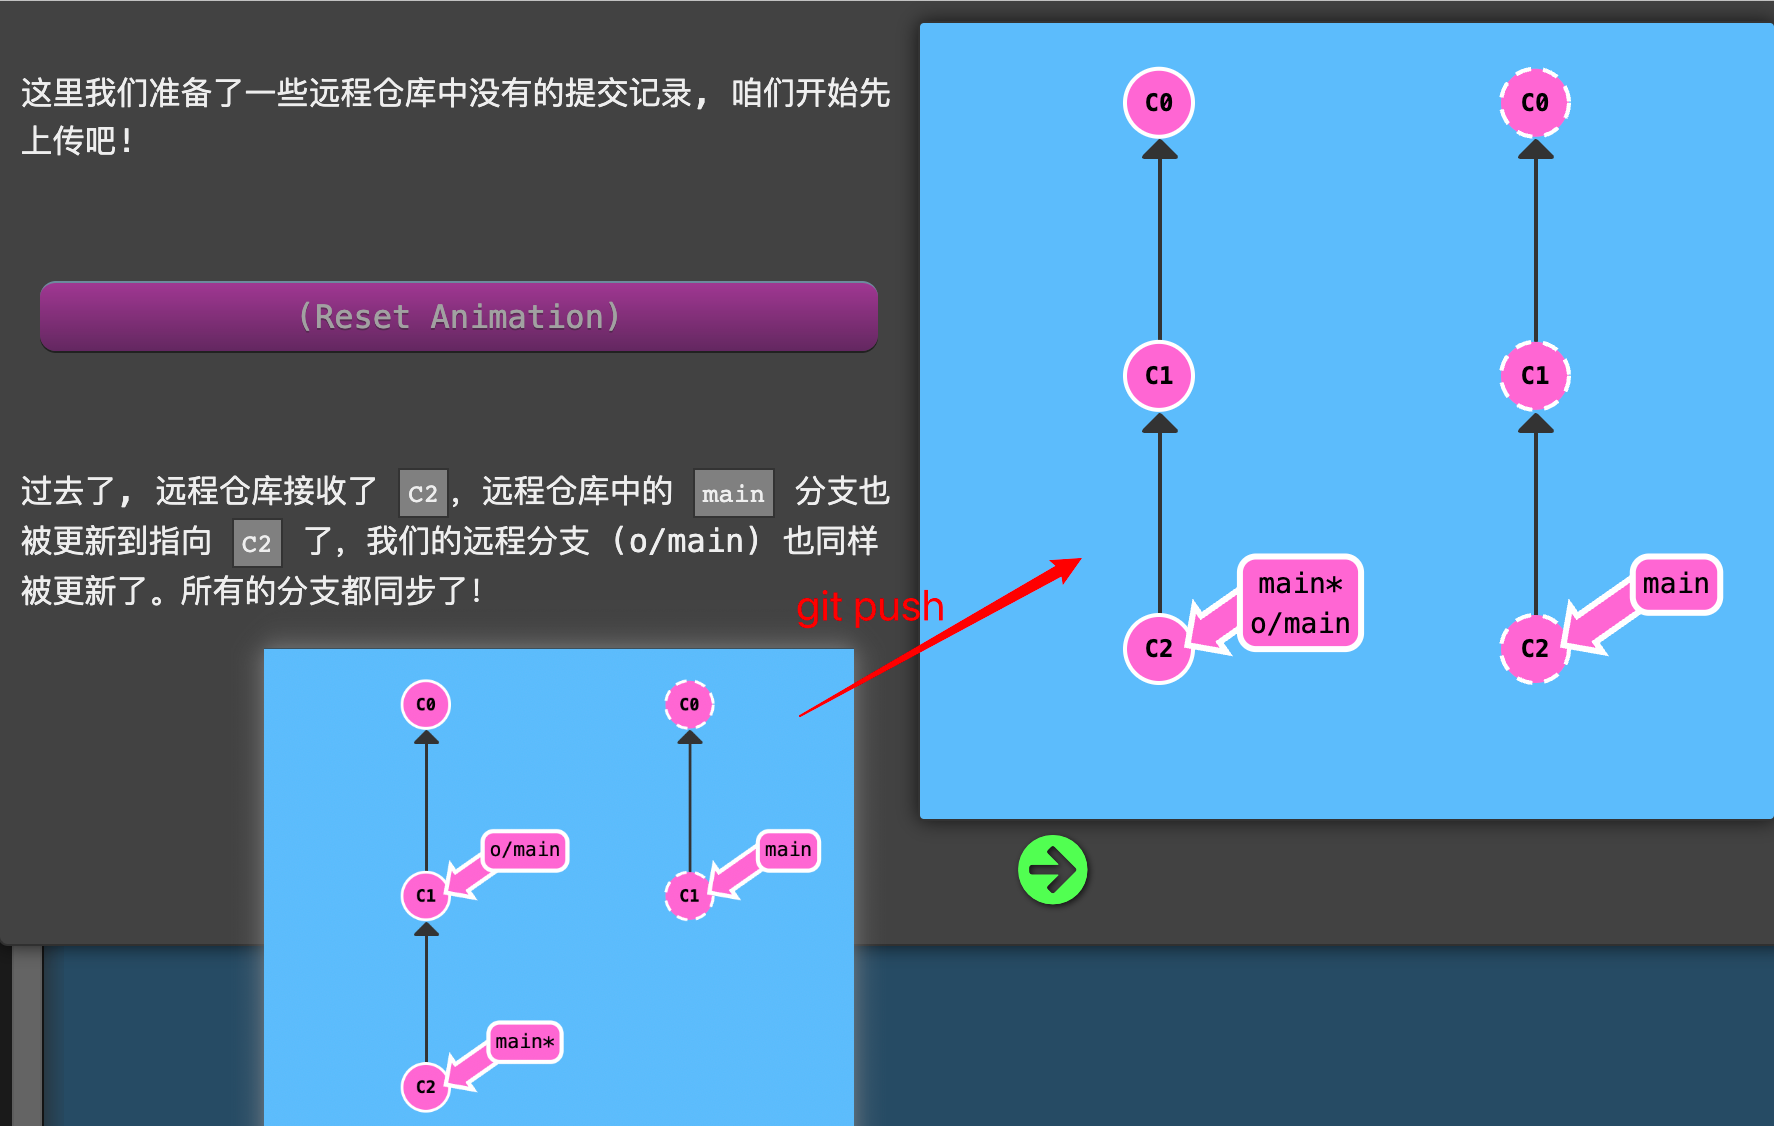 这里我们准备了一些远程仓库中没有的提交记录, 咱们开始先
上传吧!
(Reset Animation)
过去了, 远程仓库接收了 C2, 远程仓库中的 main 分支也
被更新到指向 C2 了, 我们的远程分支 (o/main) 也同样
被更新了。所有的分支都同步了!
git push
C0
C0
C1
C1
main*
o/main
main
C2
C2
C0
C0
o/main
main
C1
C1
main*
C2